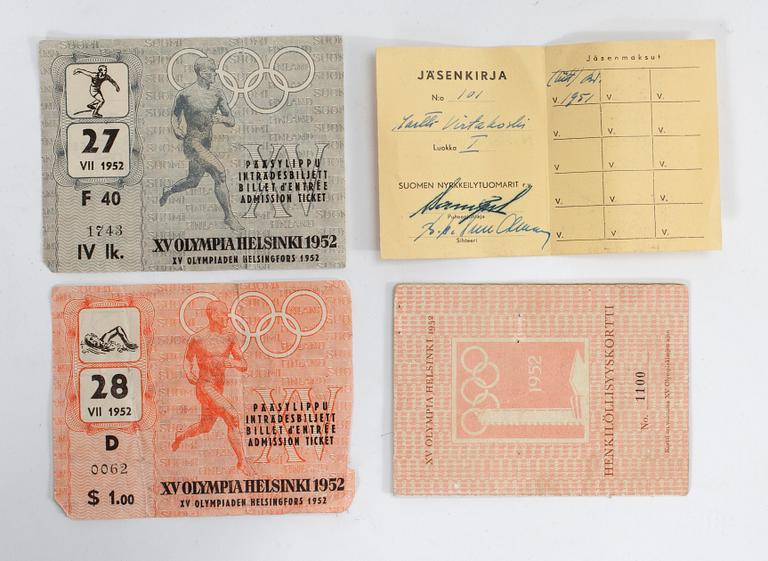 27
VII 1952
F 40
1743
IV lk.
XV
PÄÄSYLIPPU
INTRÄDESBILJETT
BILLET d'ENTRÉE
ADMISSION TICKET
XV OLYMPIA HELSINKI 1952
XV OLYMPIADEN HELSINGFORS 1952
JÄSENKIRJA
N:o 101
Luokka I
SUOMEN NYRKKEILYTUOMARIT
Puheenjohtaja
Sihteeri
Jäsenmaksut
V. 1951 V. V.
V. V. V.
V. V. V.
V. V. V.
V. V. V.
28
VII 1952
D
0062
$ 1.00
XV
PÄÄSYLIPPU
INTRÄDESBILJETT
BILLET d'ENTRÉE
ADMISSION TICKET
XV OLYMPIA HELSINKI 1952
XV OLYMPIADEN HELSINGFORS 1952
XV OLYMPIA HELSINKI 1952
1952
HENKILÖLLISYYSKORTTI
No. 1100